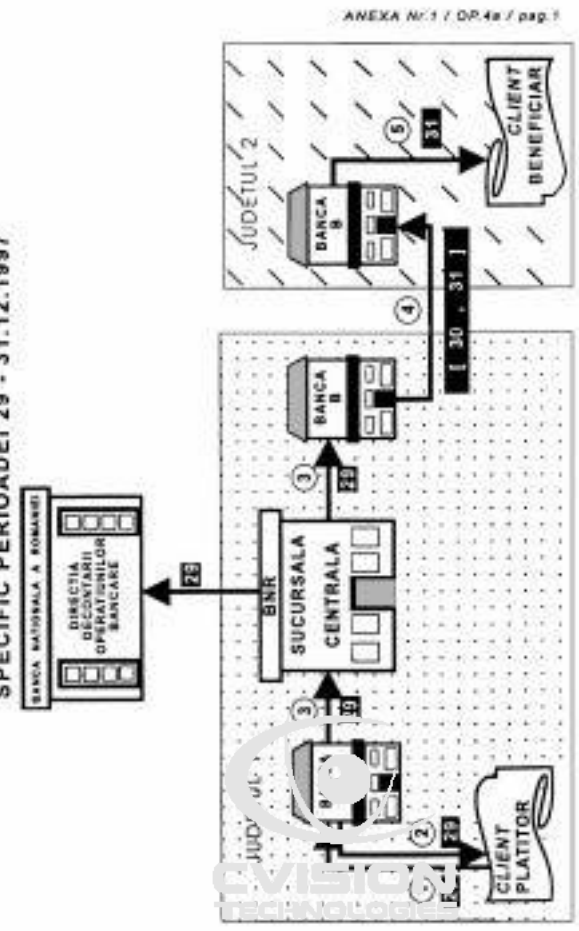 ANEXA Nr.1 / OP.4a / pag.1
SPECIFIC PERIOADEI 29 - 31.12.1997
BANCA NATIONALA A ROMANIEI
DIRECTIA
DECONTARII
OPERATIUNILOR
BANCARE
JUDETUL 2
BNR
SUCURSALA
CENTRALA
3
3
29
BANCA
B
4
[ 30 , 31 ]
BANCA
B
5
31
CLIENT
BENEFICIAR
2
29
CLIENT
PLATITOR
CVISION
TECHNOLOGIES